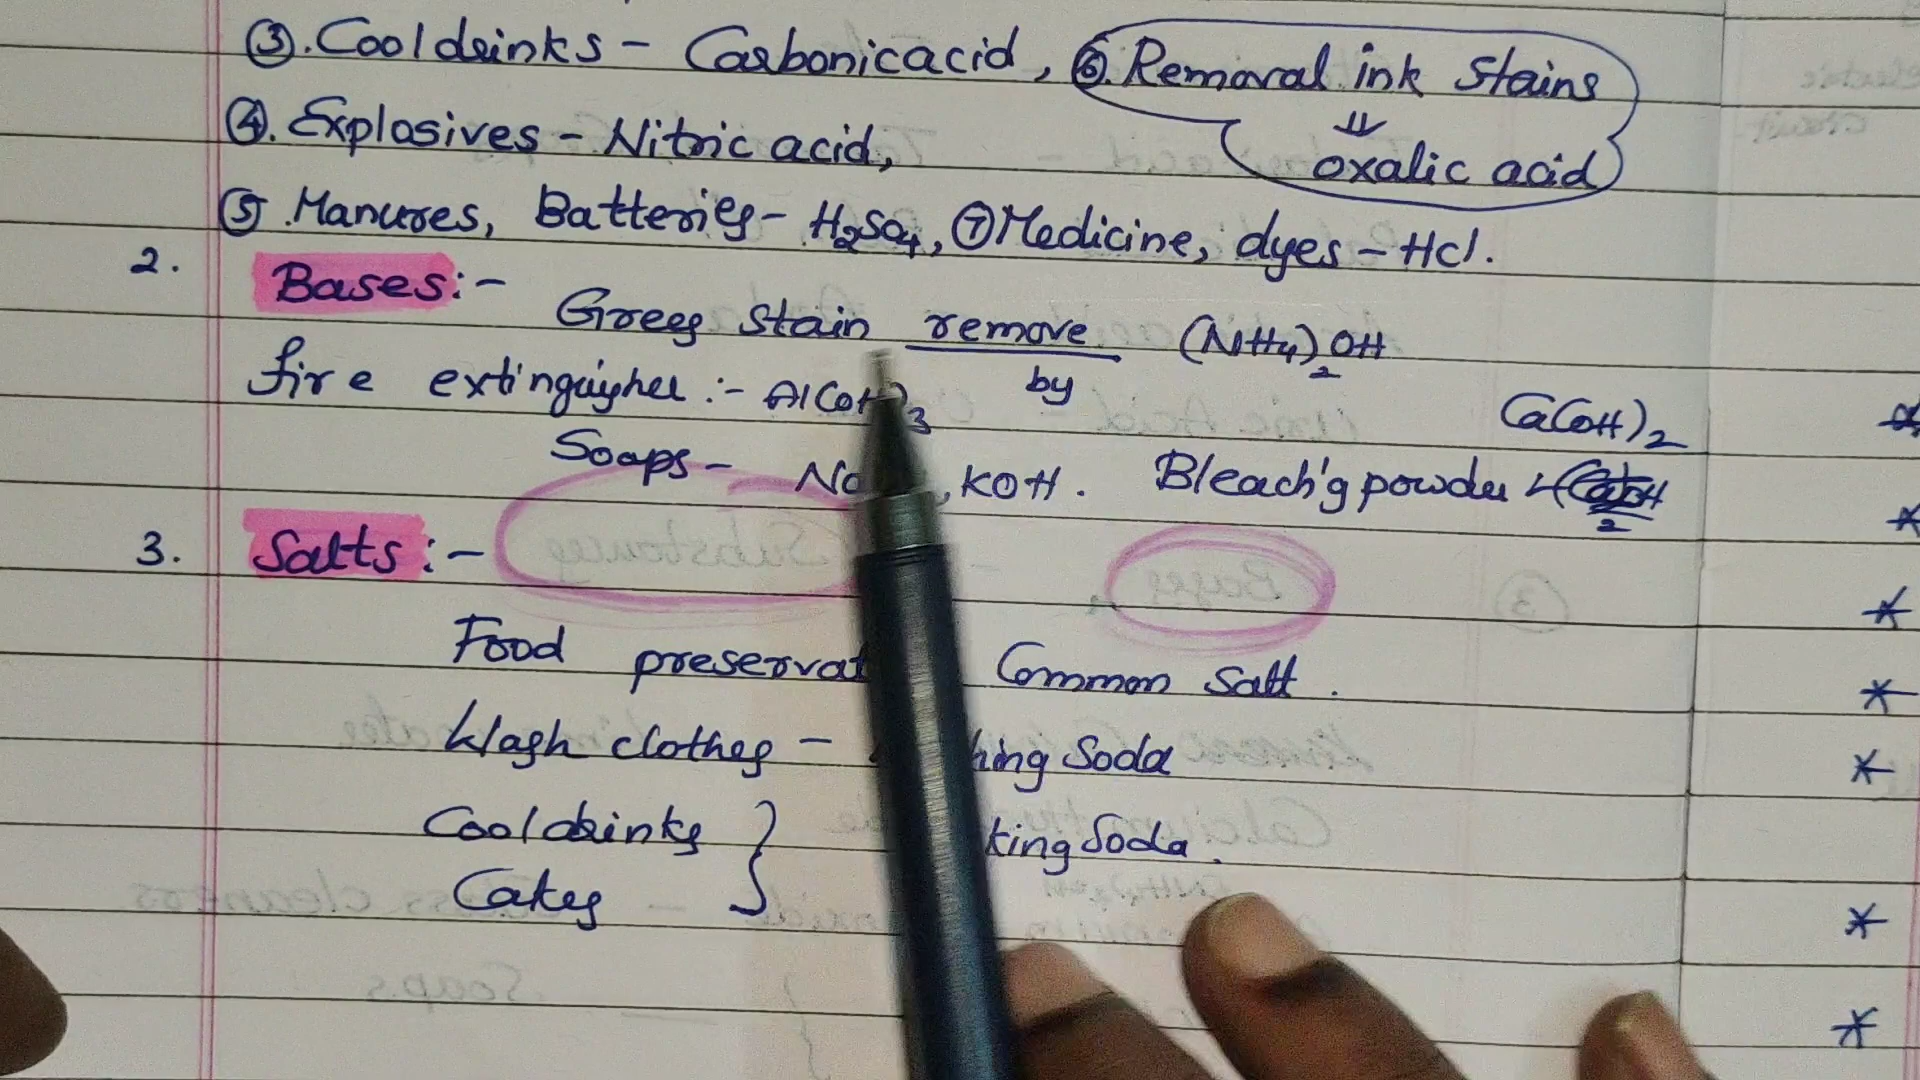 ③. Cooldrinks - Carbonicacid, ⑥. Removal ink Stains
⇓
④. Explosives - Nitric acid, oxalic acid
⑤ .Manures, Batteries - H2SO4, ⑦ Medicine, dyes - Hcl.
2. Bases:-
Grees stain remove (NH4)2OH
by
fire extinguisher :- Al(OH)3
Ca(OH)2
Soaps - , KOH. Bleach'g powder
3. Salts:-
Food Common Salt.
Wash clothes - Soda
Cooldrinks
Cakes } Soda.